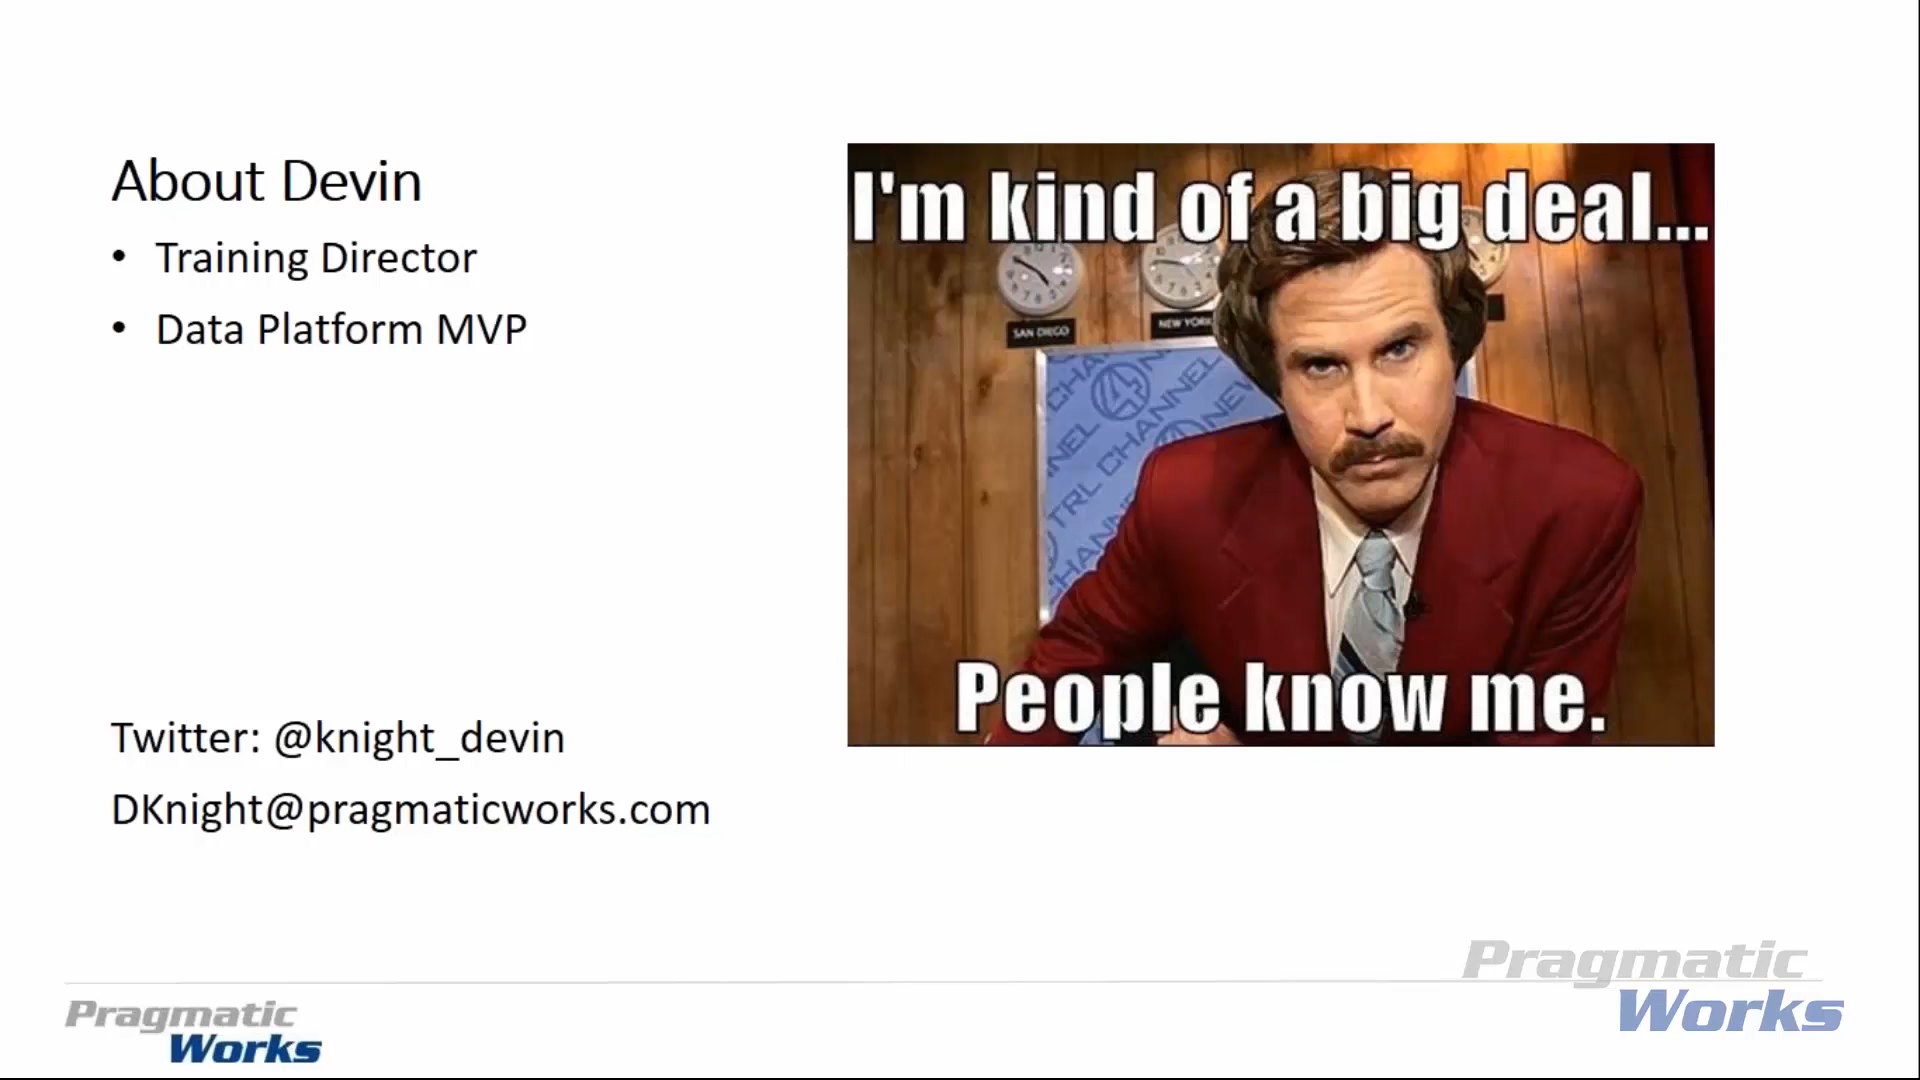 About Devin
• Training Director
• Data Platform MVP
Twitter: @knight_devin
DKnight@pragmaticworks.com
I'm kind of a big deal...
SAN DIEGO
NEW YORK
People know me.
Pragmatic
Works
Pragmatic
Works